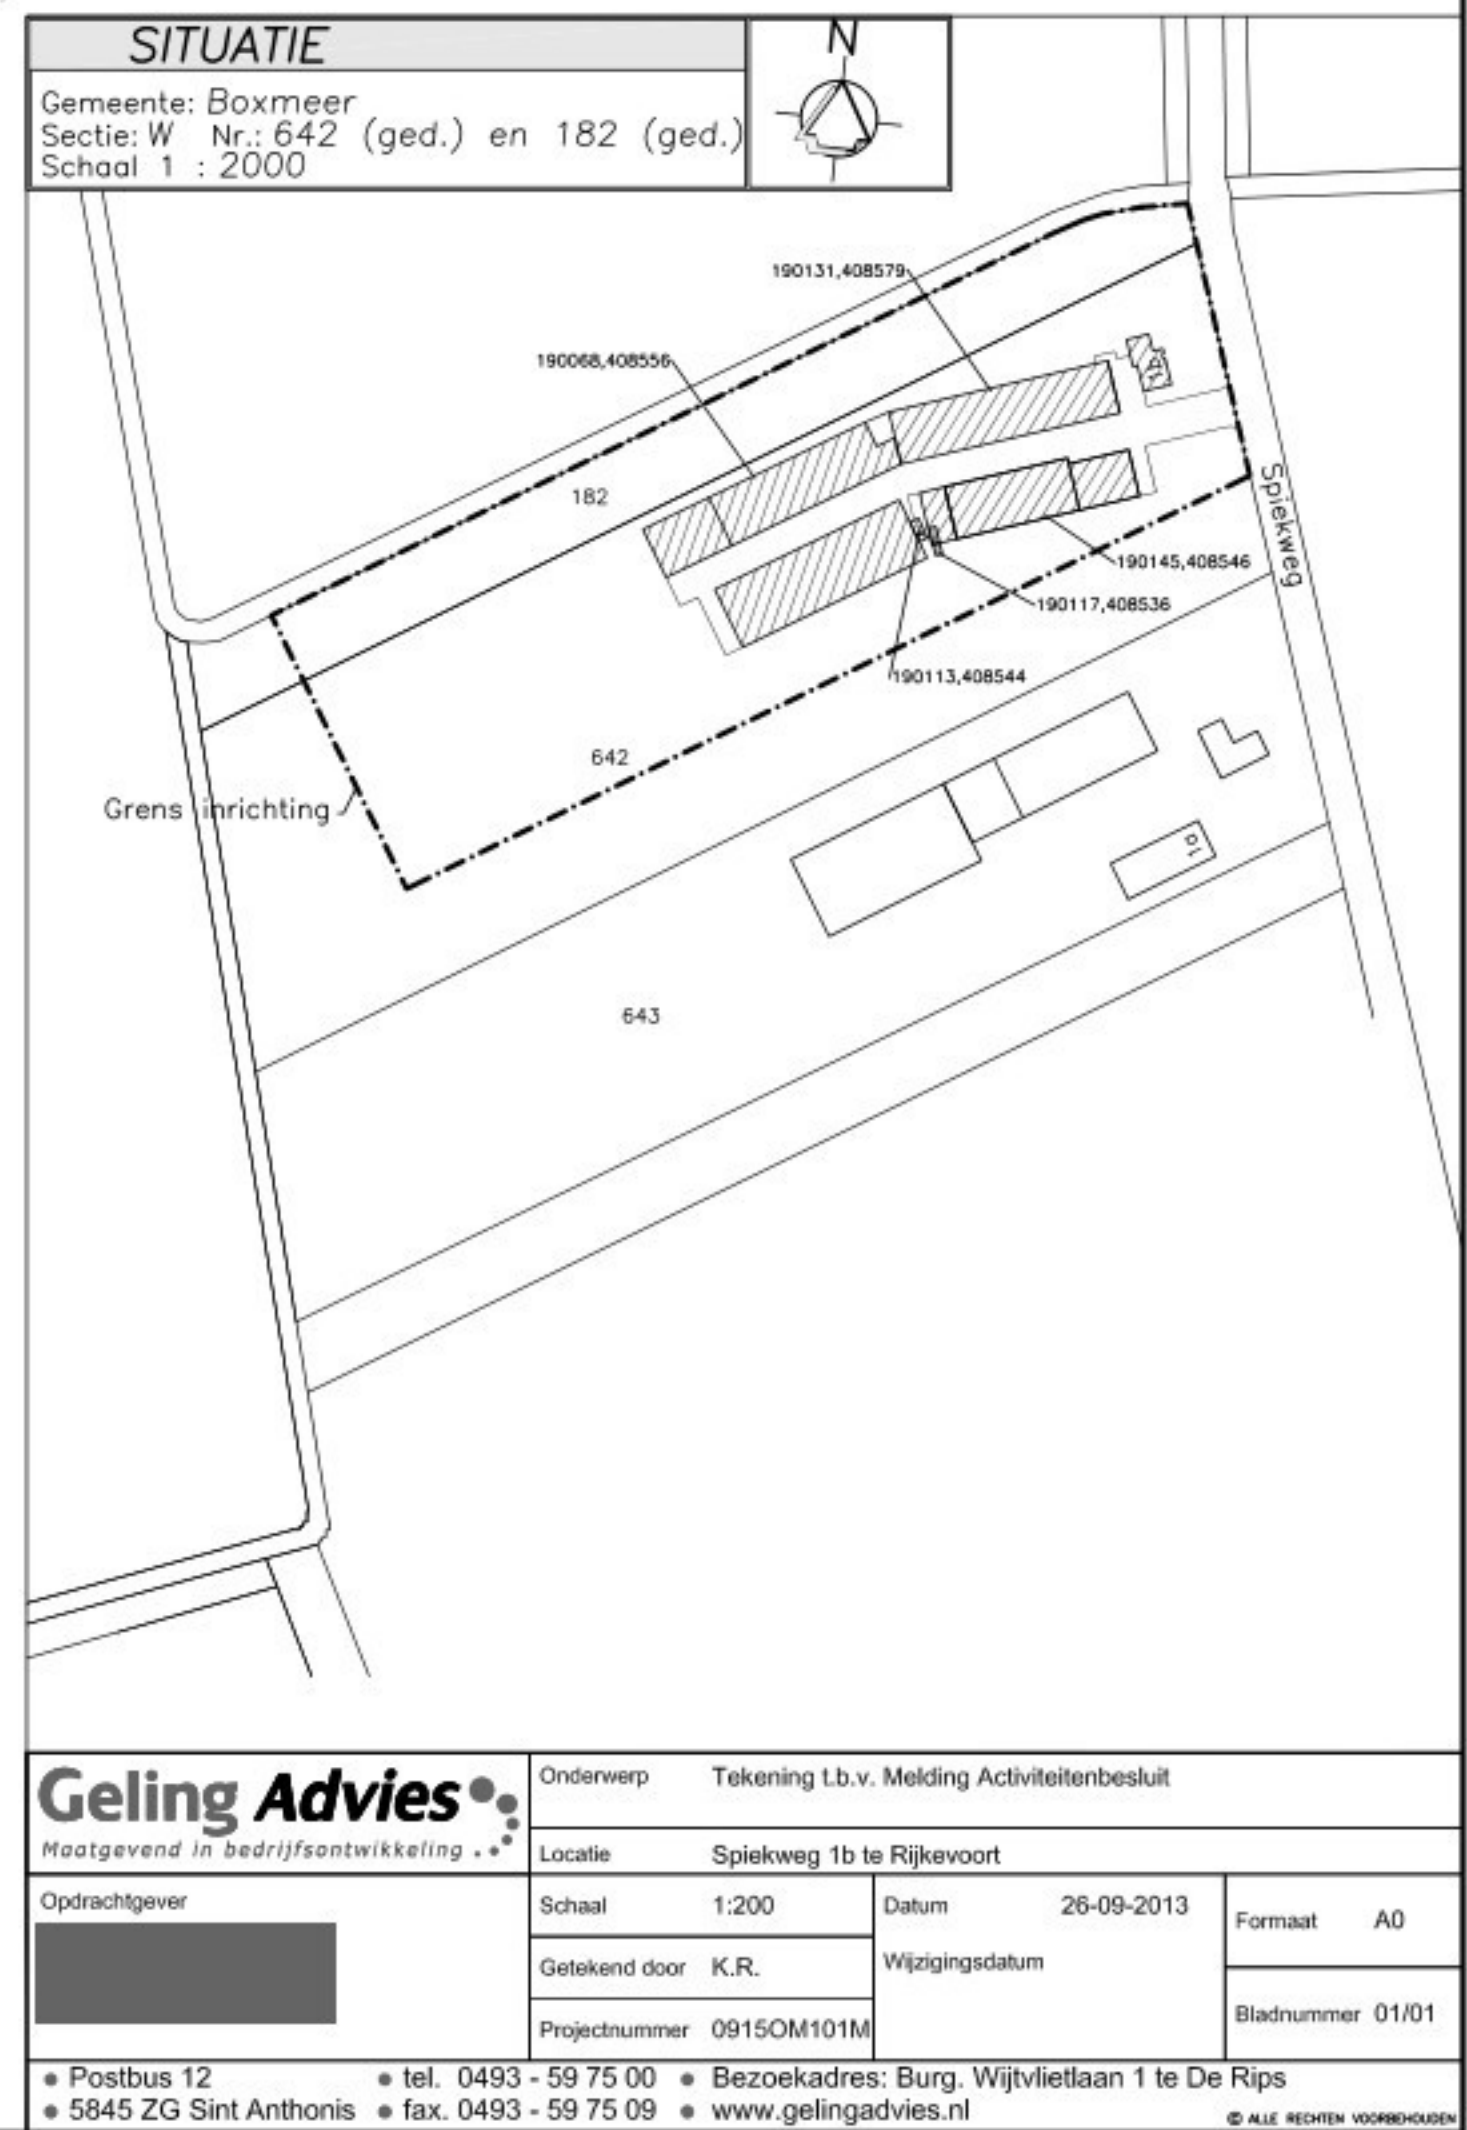 SITUATIE
N
Gemeente: Boxmeer
Sectie: W Nr.: 642 (ged.) en 182 (ged.)
Schaal 1 : 2000
190131,408579
190068,408556
1b
182
Spiekweg
190145,408546
190117,408536
190113,408544
642
Grens inrichting
1a
643
Geling Advies
Maatgevend in bedrijfsontwikkeling
Onderwerp Tekening t.b.v. Melding Activiteitenbesluit
Locatie Spiekweg 1b te Rijkevoort
Opdrachtgever
Schaal 1:200
Datum 26-09-2013
Formaat A0
Getekend door K.R.
Wijzigingsdatum
Projectnummer 0915OM101M
Bladnummer 01/01
• Postbus 12 • tel. 0493 - 59 75 00 • Bezoekadres: Burg. Wijtvlietlaan 1 te De Rips
• 5845 ZG Sint Anthonis • fax. 0493 - 59 75 09 • www.gelingadvies.nl
© ALLE RECHTEN VOORBEHOUDEN